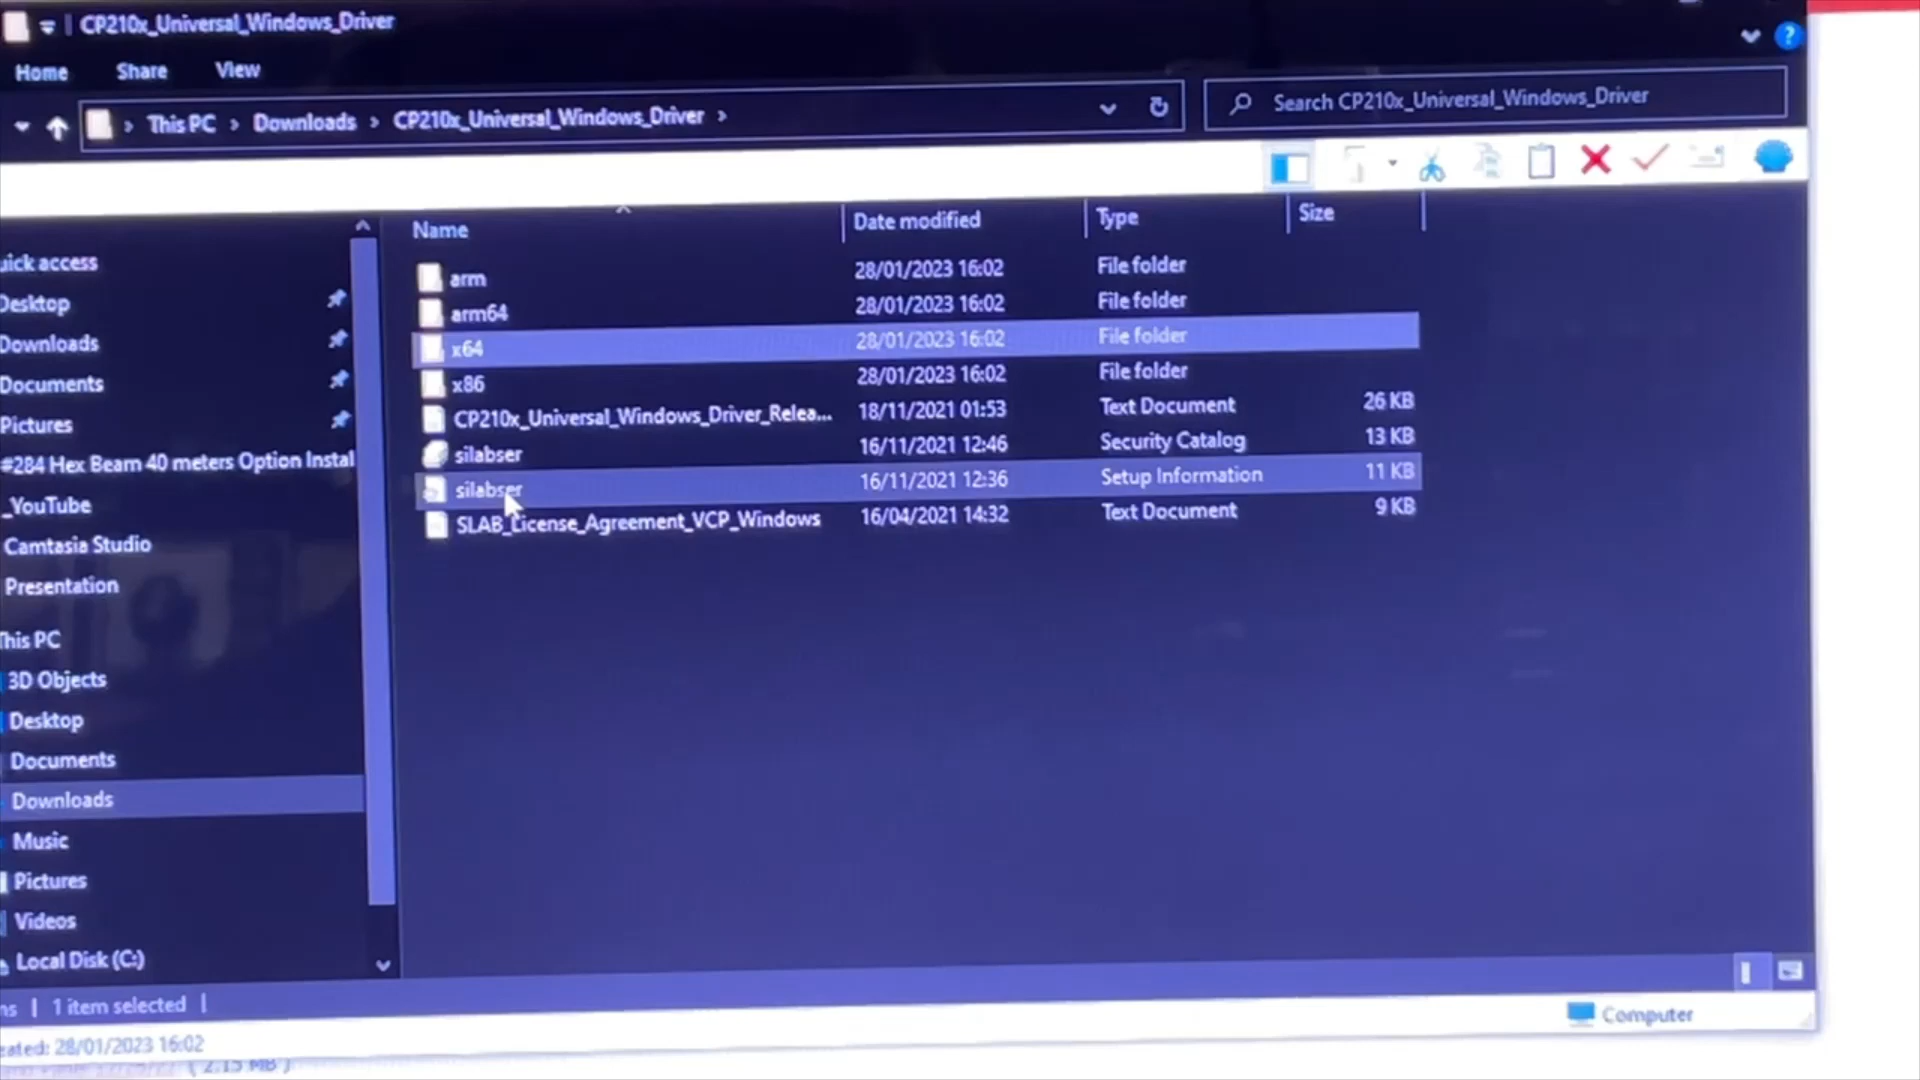 CP210x_Universal_Windows_Driver
Home Share View
This PC > Downloads > CP210x_Universal_Windows_Driver >
Search CP210x_Universal_Windows_Driver
Name Date modified Type Size
arm 28/01/2023 16:02 File folder
arm64 28/01/2023 16:02 File folder
x64 28/01/2023 16:02 File folder
x86 28/01/2023 16:02 File folder
CP210x_Universal_Windows_Driver_Relea... 18/11/2021 01:53 Text Document 26 KB
silabser 16/11/2021 12:46 Security Catalog 13 KB
silabser 16/11/2021 12:36 Setup Information 11 KB
SLAB_License_Agreement_VCP_Windows 16/04/2021 14:32 Text Document 9 KB
uick access
Desktop
Downloads
Documents
Pictures
#284 Hex Beam 40 meters Option Instal
_YouTube
Camtasia Studio
Presentation
This PC
3D Objects
Desktop
Documents
Downloads
Music
Pictures
Videos
Local Disk (C:)
ms | 1 item selected |
Computer
eated: 28/01/2023 16:02
( 2.15 MB )